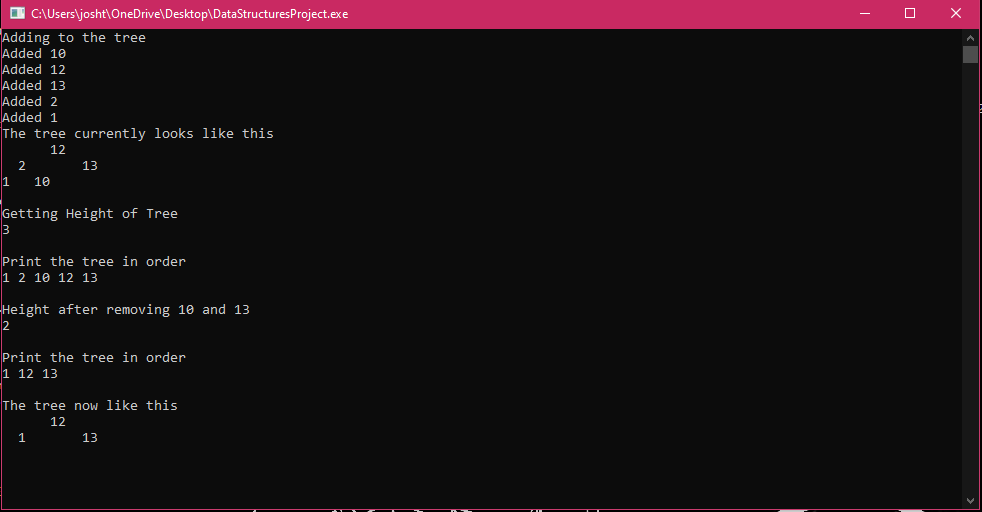 C:\Users\josht\OneDrive\Desktop\DataStructuresProject.exe
Adding to the tree
Added 10
Added 12
Added 13
Added 2
Added 1
The tree currently looks like this
12
2 13
1 10
Getting Height of Tree
3
Print the tree in order
1 2 10 12 13
Height after removing 10 and 13
2
Print the tree in order
1 12 13
The tree now like this
12
1 13